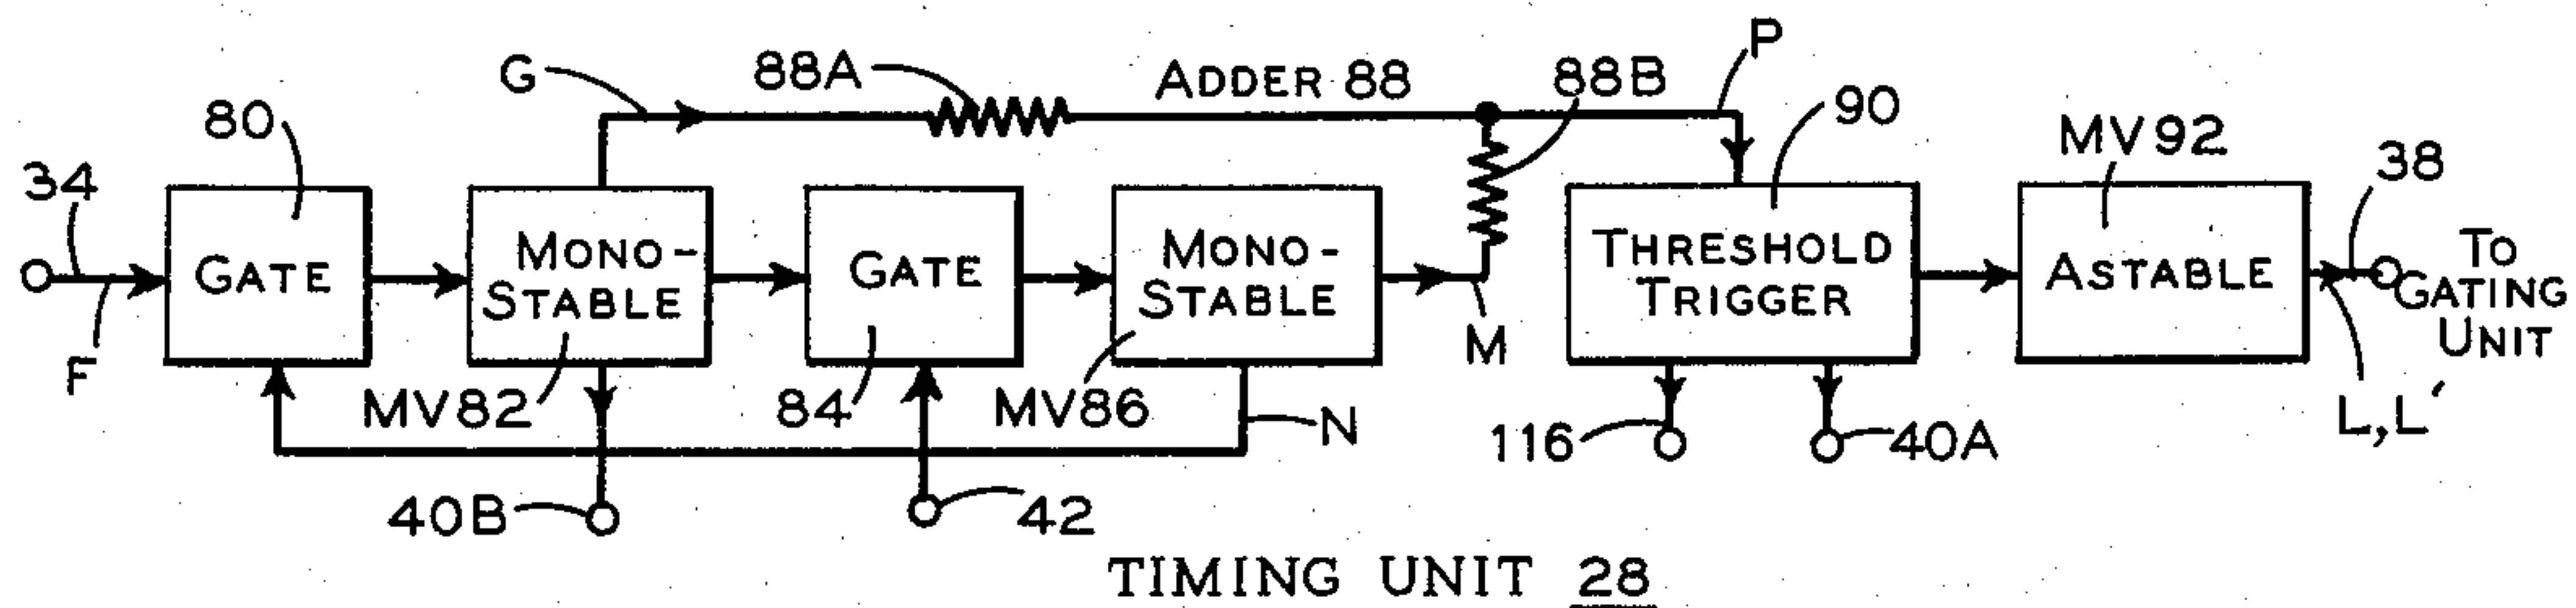 P
G
88A
ADDER 88
88B
80
90
MV92
34
38
GATE
MONO-
STABLE
GATE
MONO-
STABLE
THRESHOLD
TRIGGER
ASTABLE
TO
GATING
UNIT
F
MV82
84
MV86
M
N
116
40A
L, L′
40B
42
TIMING UNIT 28